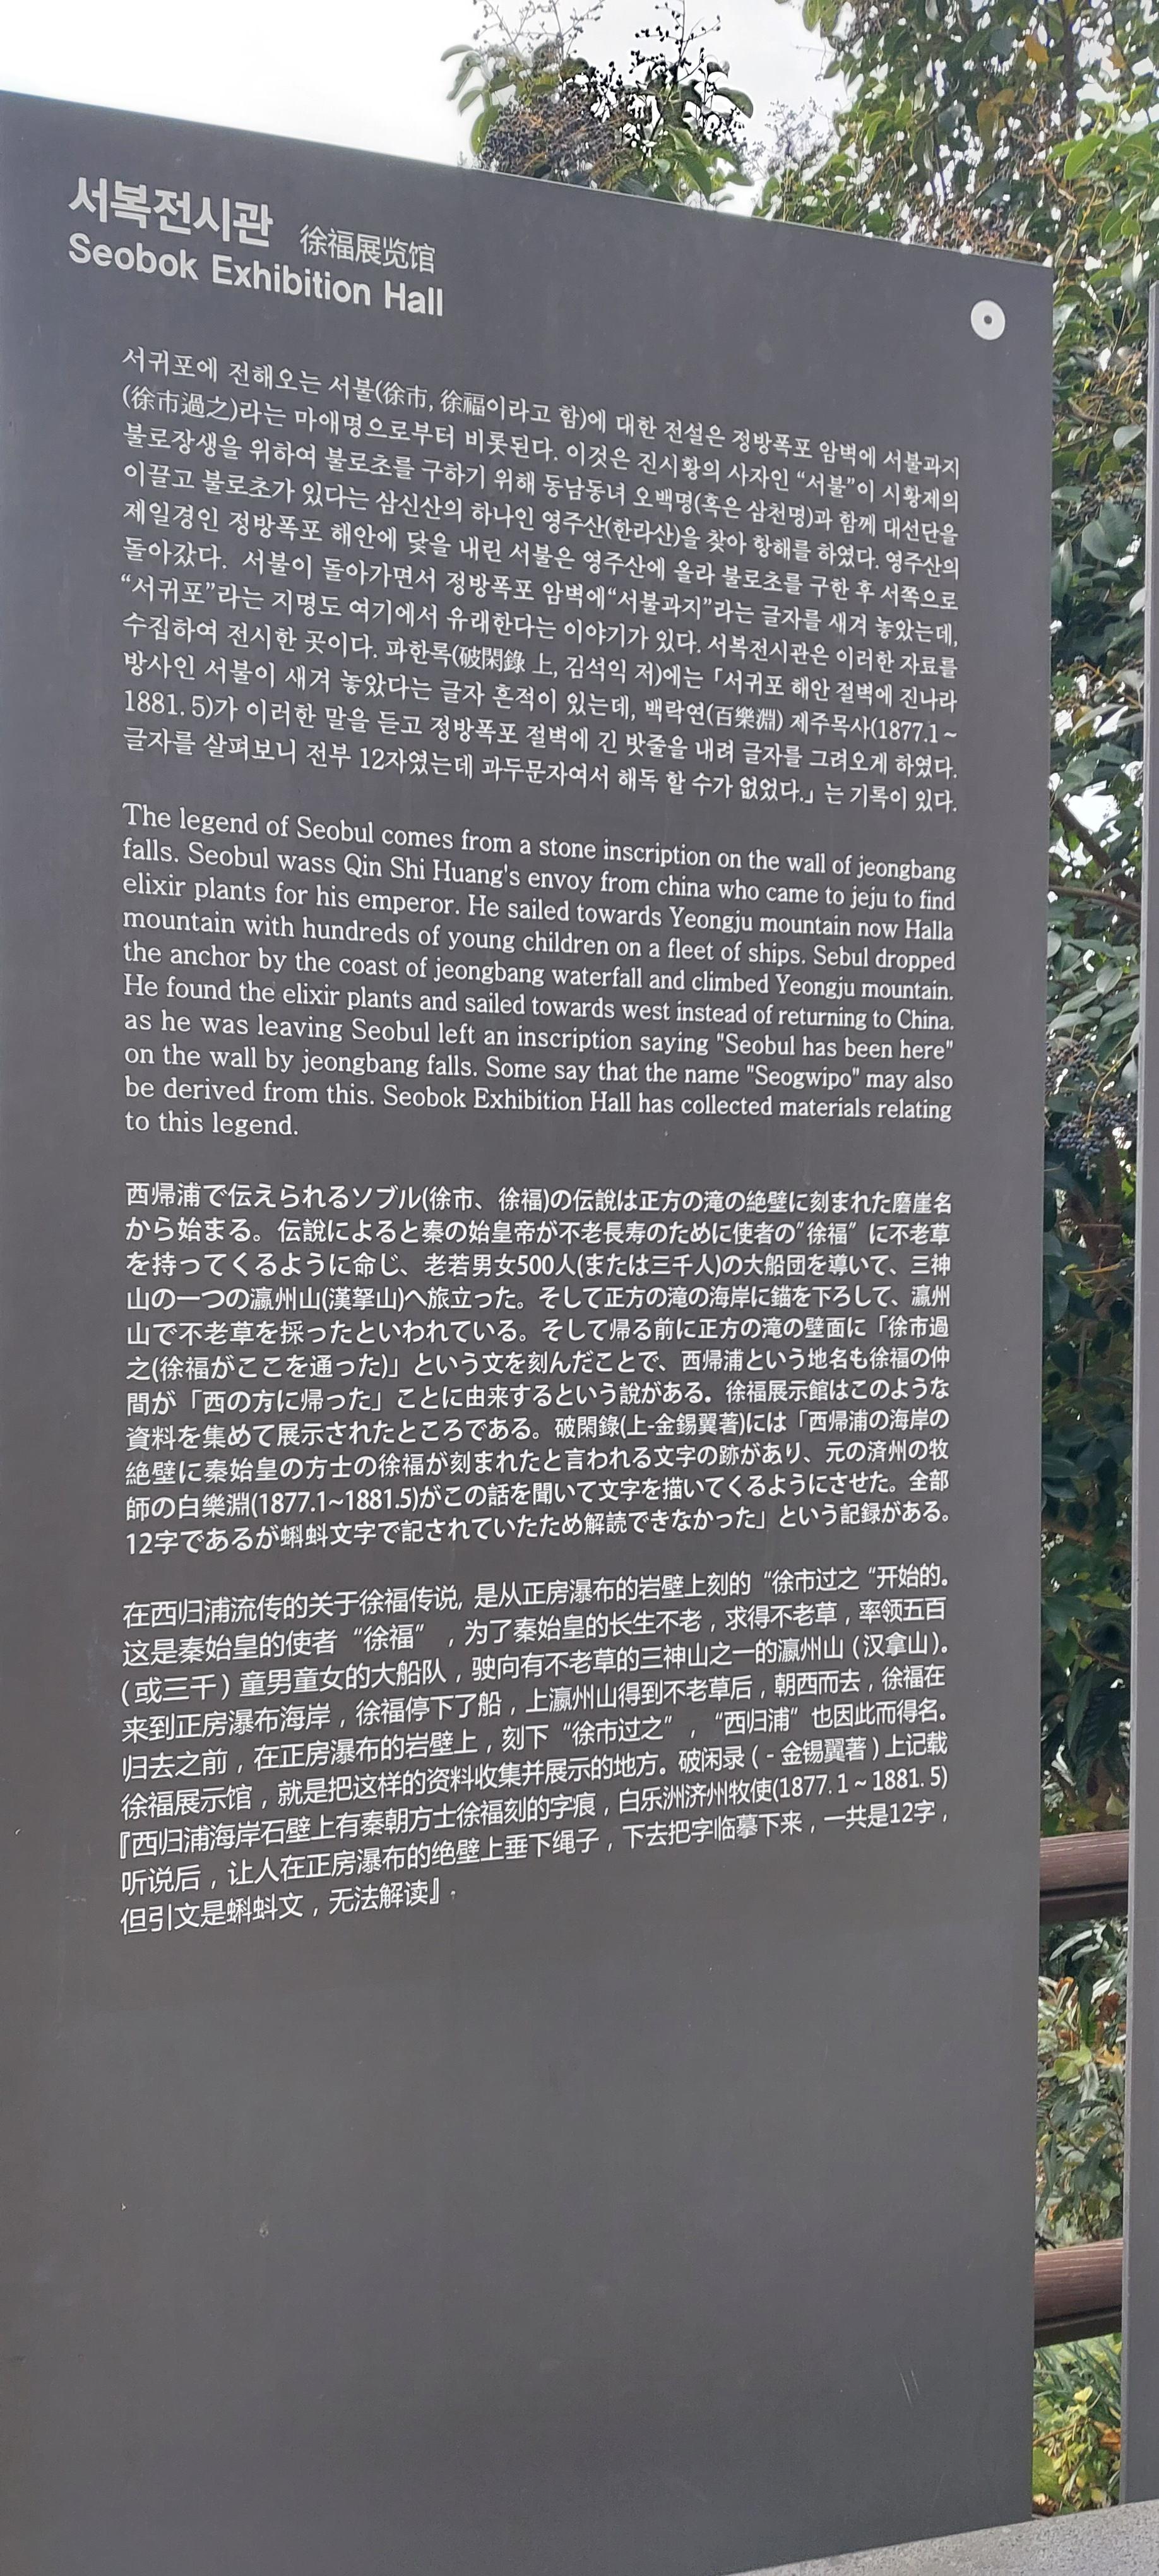 서복전시관 徐福展览馆
Seobok Exhibition Hall
서귀포에 전해오는 서불(徐市, 徐福이라고 함)에 대한 전설은 정방폭포 암벽에 서불과지
(徐市過之)라는 마애명으로부터 비롯된다. 이것은 진시황의 사자인 “서불”이 시황제의
불로장생을 위하여 불로초를 구하기 위해 동남동녀 오백명(혹은 삼천명)과 함께 대선단을
이끌고 불로초가 있다는 삼신산의 하나인 영주산(한라산)을 찾아 항해를 하였다. 영주산의
제일경인 정방폭포 해안에 닻을 내린 서불은 영주산에 올라 불로초를 구한 후 서쪽으로
돌아갔다. 서불이 돌아가면서 정방폭포 암벽에“서불과지”라는 글자를 새겨 놓았는데,
“서귀포”라는 지명도 여기에서 유래한다는 이야기가 있다. 서복전시관은 이러한 자료를
수집하여 전시한 곳이다. 파한록(破閑錄 上, 김석익 저)에는 「서귀포 해안 절벽에 진나라
방사인 서불이 새겨 놓았다는 글자 흔적이 있는데, 백락연(百樂淵) 제주목사(1877.1~
1881. 5)가 이러한 말을 듣고 정방폭포 절벽에 긴 밧줄을 내려 글자를 그려오게 하였다.
글자를 살펴보니 전부 12자였는데 과두문자여서 해독 할 수가 없었다.」는 기록이 있다.
The legend of Seobul comes from a stone inscription on the wall of jeongbang
falls. Seobul wass Qin Shi Huang's envoy from china who came to jeju to find
elixir plants for his emperor. He sailed towards Yeongju mountain now Halla
mountain with hundreds of young children on a fleet of ships. Sebul dropped
the anchor by the coast of jeongbang waterfall and climbed Yeongju mountain.
He found the elixir plants and sailed towards west instead of returning to China.
as he was leaving Seobul left an inscription saying "Seobul has been here"
on the wall by jeongbang falls. Some say that the name "Seogwipo" may also
be derived from this. Seobok Exhibition Hall has collected materials relating
to this legend.
西帰浦で伝えられるソブル(徐市、徐福)の伝說は正方の滝の絶壁に刻まれた磨崖名
から始まる。伝説によると秦の始皇帝が不老長寿のために使者の”徐福”に不老草
を持ってくるように命じ、老若男女500人(または三千人)の大船団を導いて、三神
山の一つの瀛州山(漢拏山)へ旅立った。そして正方の滝の海岸に錨を下ろして、瀛州
山で不老草を採ったといわれている。そして帰る前に正方の滝の壁面に「徐市過
之(徐福がここを通った)」という文を刻んだことで、西帰浦という地名も徐福の仲
間が「西の方に帰った」ことに由来するという說がある。徐福展示館はこのような
資料を集めて展示されたところである。破閑錄(上-金錫翼著)には「西帰浦の海岸の
絶壁に秦始皇の方士の徐福が刻まれたと言われる文字の跡があり、元の済州の牧
師の白樂淵(1877.1~1881.5)がこの話を聞いて文字を描いてくるようにさせた。全部
12字であるが蝌蚪文字で記されていたため解読できなかった」という記録がある。
在西归浦流传的关于徐福传说, 是从正房瀑布的岩壁上刻的“徐市过之“开始的。
这是秦始皇的使者“徐福”，为了秦始皇的长生不老，求得不老草，率领五百
(或三千) 童男童女的大船队，驶向有不老草的三神山之一的瀛州山 (汉拿山)。
来到正房瀑布海岸，徐福停下了船，上瀛州山得到不老草后，朝西而去，徐福在
归去之前，在正房瀑布的岩壁上，刻下“徐市过之”，“西归浦”也因此而得名。
徐福展示馆，就是把这样的资料收集并展示的地方。破闲录 (- 金锡翼著) 上记载
『西归浦海岸石壁上有秦朝方士徐福刻的字痕，白乐洲济州牧使(1877. 1 ~ 1881. 5)
听说后，让人在正房瀑布的绝壁上垂下绳子，下去把字临摹下来，一共是12字，
但引文是蝌蚪文，无法解读』.